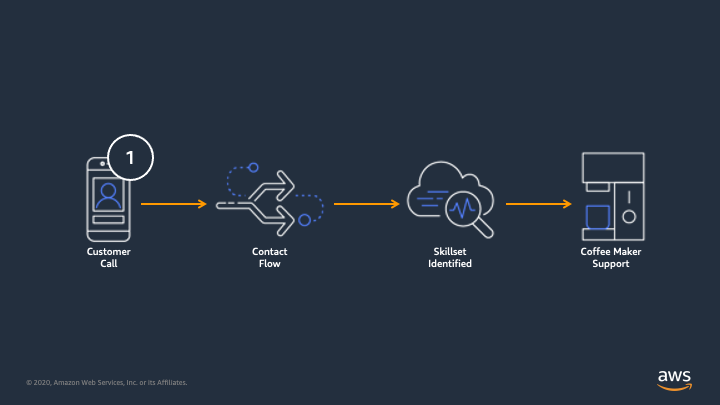 1
Customer
Call
Contact
Flow
Skillset
Identified
Coffee Maker
Support
© 2020, Amazon Web Services, Inc. or its Affiliates.
aws